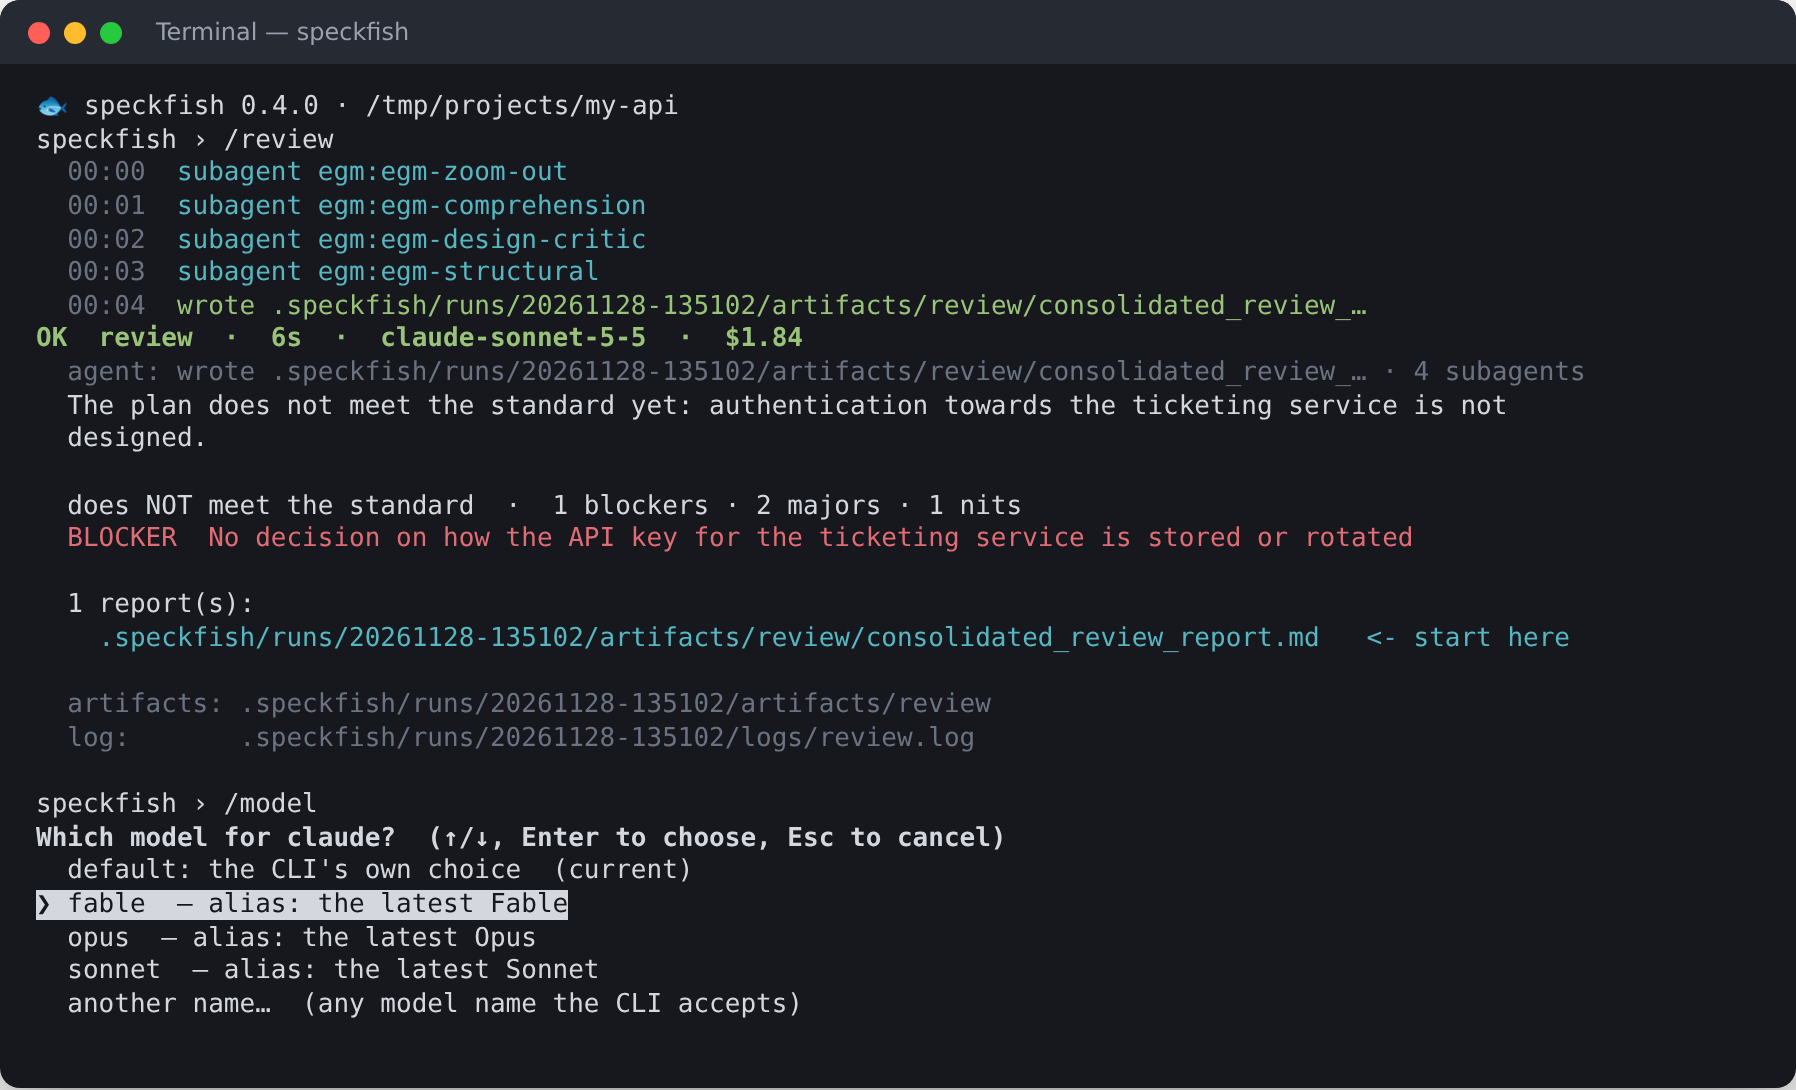 Terminal — speckfish
🐟 speckfish 0.4.0 · /tmp/projects/my-api
speckfish › /review
00:00  subagent egm:egm-zoom-out
00:01  subagent egm:egm-comprehension
00:02  subagent egm:egm-design-critic
00:03  subagent egm:egm-structural
00:04  wrote .speckfish/runs/20261128-135102/artifacts/review/consolidated_review_…
OK  review  ·  6s  ·  claude-sonnet-5-5  ·  $1.84
agent: wrote .speckfish/runs/20261128-135102/artifacts/review/consolidated_review_… · 4 subagents
The plan does not meet the standard yet: authentication towards the ticketing service is not
designed.
does NOT meet the standard  ·  1 blockers · 2 majors · 1 nits
BLOCKER  No decision on how the API key for the ticketing service is stored or rotated
1 report(s):
.speckfish/runs/20261128-135102/artifacts/review/consolidated_review_report.md   <- start here
artifacts: .speckfish/runs/20261128-135102/artifacts/review
log:       .speckfish/runs/20261128-135102/logs/review.log
speckfish › /model
Which model for claude?  (↑/↓, Enter to choose, Esc to cancel)
default: the CLI's own choice  (current)
❯ fable  — alias: the latest Fable
opus  — alias: the latest Opus
sonnet  — alias: the latest Sonnet
another name…  (any model name the CLI accepts)